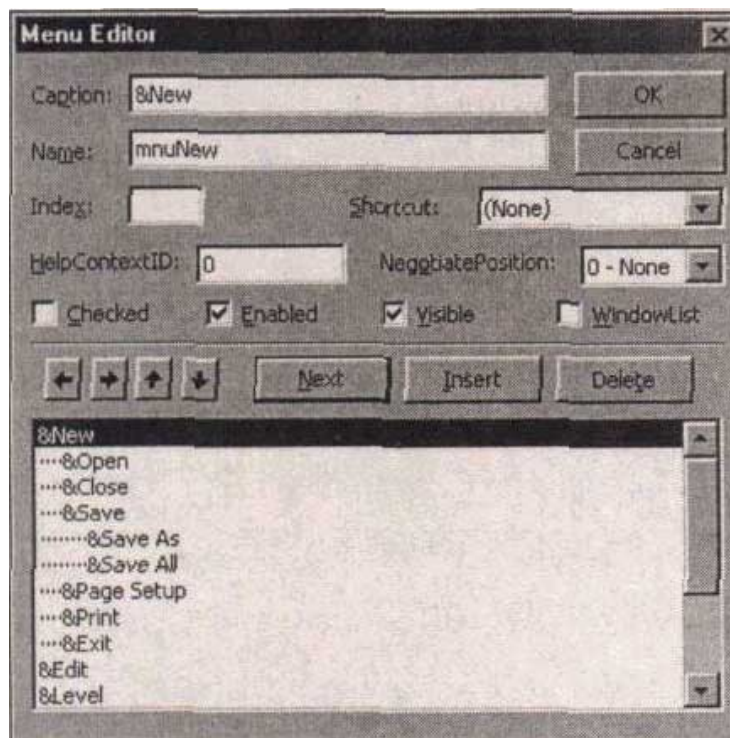 Menu Editor
Caption: &New
OK
Name: mnuNew
Cancel
Index:
Shortcut: (None)
HelpContextID: 0
NegotiatePosition: 0 - None
Checked
Enabled
Visible
WindowList
Next
Insert
Delete
&New
····&Open
····&Close
····&Save
········&Save As
········&Save All
····&Page Setup
····&Print
····&Exit
&Edit
&Level